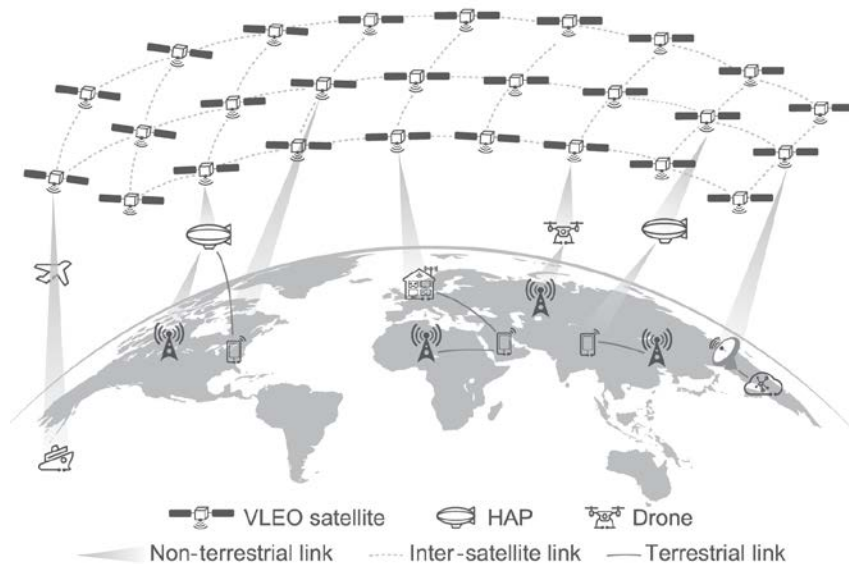 VLEO satellite HAP Drone
Non-terrestrial link Inter-satellite link Terrestrial link